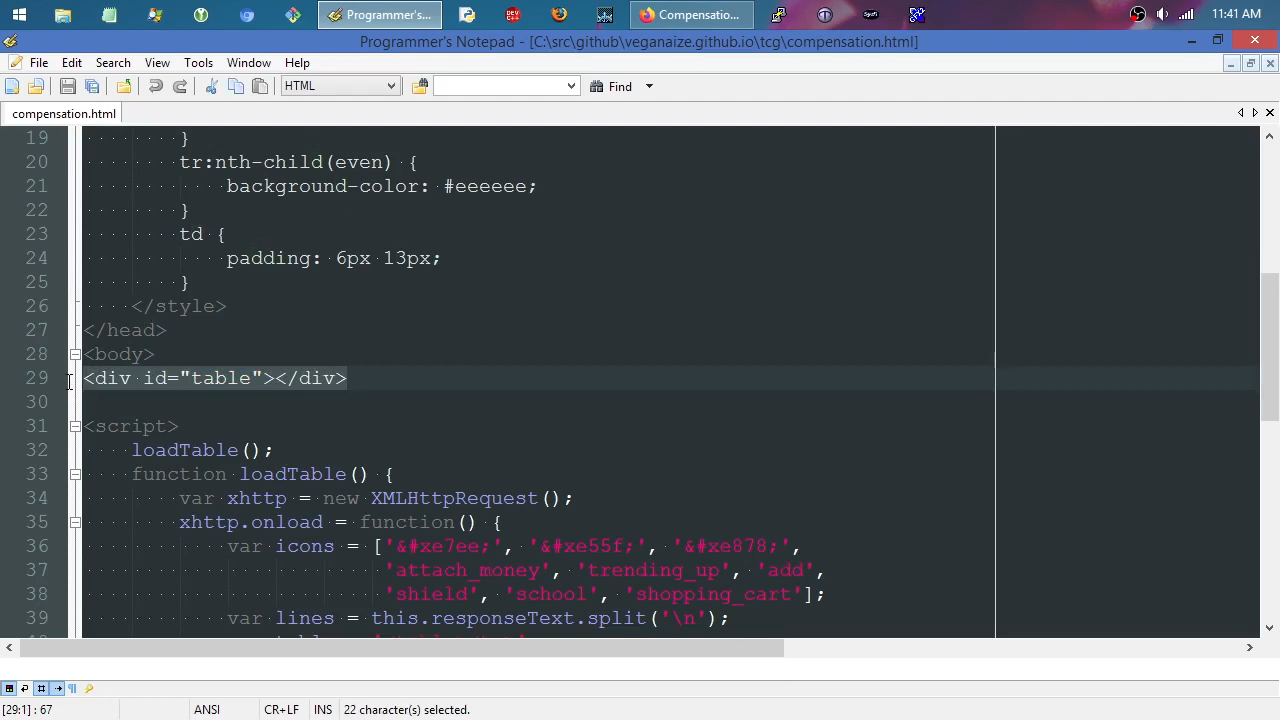 Programmer's...
DEV
Compensatio...
11:41 AM
Programmer's Notepad - [C:\src\github\veganaize.github.io\tcg\compensation.html]
File Edit Search View Tools Window Help
HTML
Find
compensation.html
19 }
20 tr:nth-child(even) {
21 background-color: #eeeeee;
22 }
23 td {
24 padding: 6px 13px;
25 }
26 </style>
27 </head>
28 <body>
29 <div id="table"></div>
30
31 <script>
32 loadTable();
33 function loadTable() {
34 var xhttp = new XMLHttpRequest();
35 xhttp.onload = function() {
36 var icons = ['&#xe7ee;', '&#xe55f;', '&#xe878;',
37 'attach_money', 'trending_up', 'add',
38 'shield', 'school', 'shopping_cart'];
39 var lines = this.responseText.split('\n');
[29:1] : 67
ANSI
CR+LF
INS
22 character(s) selected.